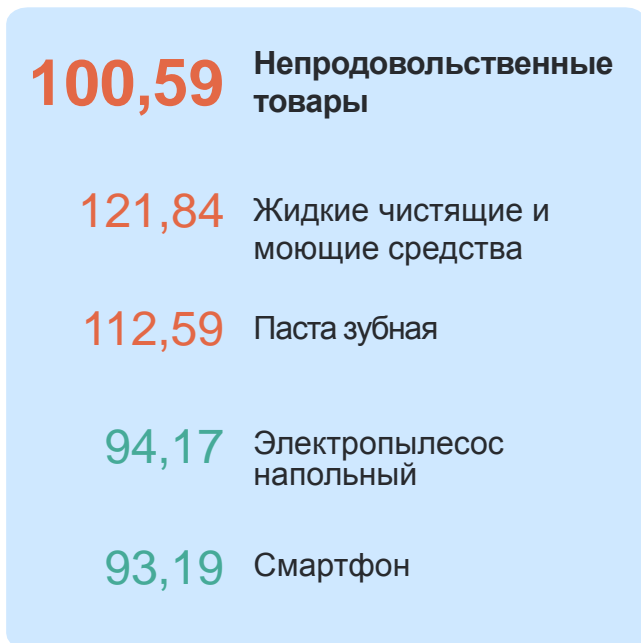 100,59 Непродовольственные
товары
121,84 Жидкие чистящие и
моющие средства
112,59 Паста зубная
94,17 Электропылесос
напольный
93,19 Смартфон